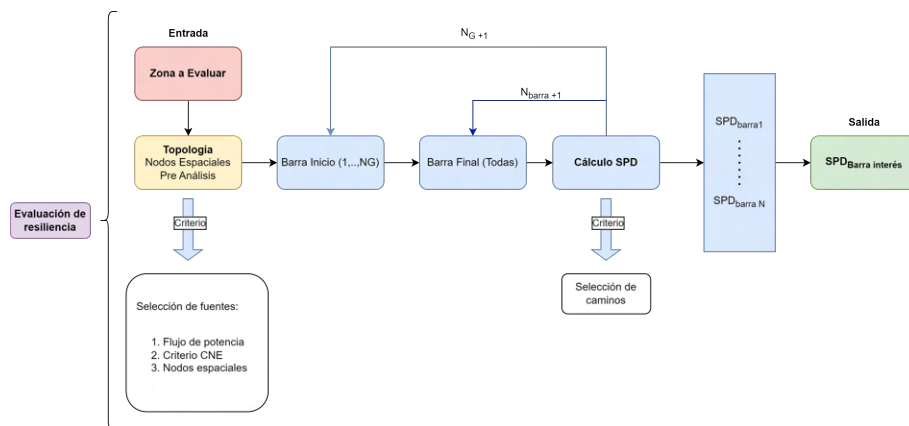 Entrada
Zona a Evaluar
N_G +1
N_barra +1
Topología
Nodos Espaciales
Pre Análisis
Barra Inicio (1,..,NG)
Barra Final (Todas)
Cálculo SPD
SPD_barra1
SPD_barra N
Salida
SPD_Barra interés
Evaluación de
resiliencia
Criterio
Criterio
Selección de fuentes:
1. Flujo de potencia
2. Criterio CNE
3. Nodos espaciales
Selección de
caminos